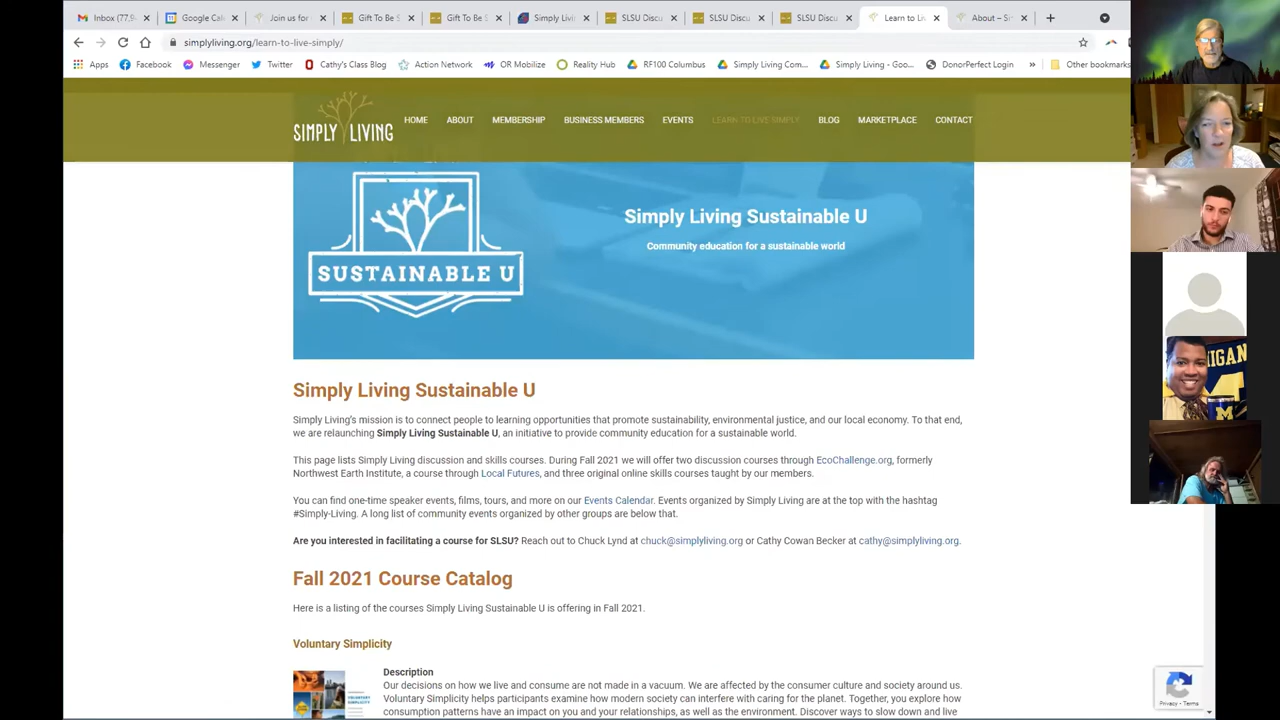 Inbox (77,9
Google Cal
Join us for
Gift To Be S
Gift To Be S
Simply Livin
SLSU Discu
SLSU Discu
SLSU Discu
Learn to Li
About – Si
simplyliving.org/learn-to-live-simply/
Apps
Facebook
Messenger
Twitter
Cathy's Class Blog
Action Network
OR Mobilize
Reality Hub
RF100 Columbus
Simply Living Com...
Simply Living - Goo...
DonorPerfect Login
»
Other bookmarks
SIMPLY LIVING
HOME
ABOUT
MEMBERSHIP
BUSINESS MEMBERS
EVENTS
LEARN TO LIVE SIMPLY
BLOG
MARKETPLACE
CONTACT
SUSTAINABLE U
Simply Living Sustainable U
Community education for a sustainable world
Simply Living Sustainable U
Simply Living's mission is to connect people to learning opportunities that promote sustainability, environmental justice, and our local economy. To that end,
we are relaunching Simply Living Sustainable U, an initiative to provide community education for a sustainable world.
This page lists Simply Living discussion and skills courses. During Fall 2021 we will offer two discussion courses through EcoChallenge.org, formerly
Northwest Earth Institute, a course through Local Futures, and three original online skills courses taught by our members.
You can find one-time speaker events, films, tours, and more on our Events Calendar. Events organized by Simply Living are at the top with the hashtag
#Simply-Living. A long list of community events organized by other groups are below that.
Are you interested in facilitating a course for SLSU? Reach out to Chuck Lynd at chuck@simplyliving.org or Cathy Cowan Becker at cathy@simplyliving.org.
Fall 2021 Course Catalog
Here is a listing of the courses Simply Living Sustainable U is offering in Fall 2021.
Voluntary Simplicity
Description
Our decisions on how we live and consume are not made in a vacuum. We are affected by the consumer culture and society around us.
Voluntary Simplicity helps participants examine how modern society can interfere with caring for the planet. Together, you explore how
consumption patterns have an impact on you and your relationships, as well as the environment. Discover ways to slow down and live
Privacy - Terms
HIGAN
M